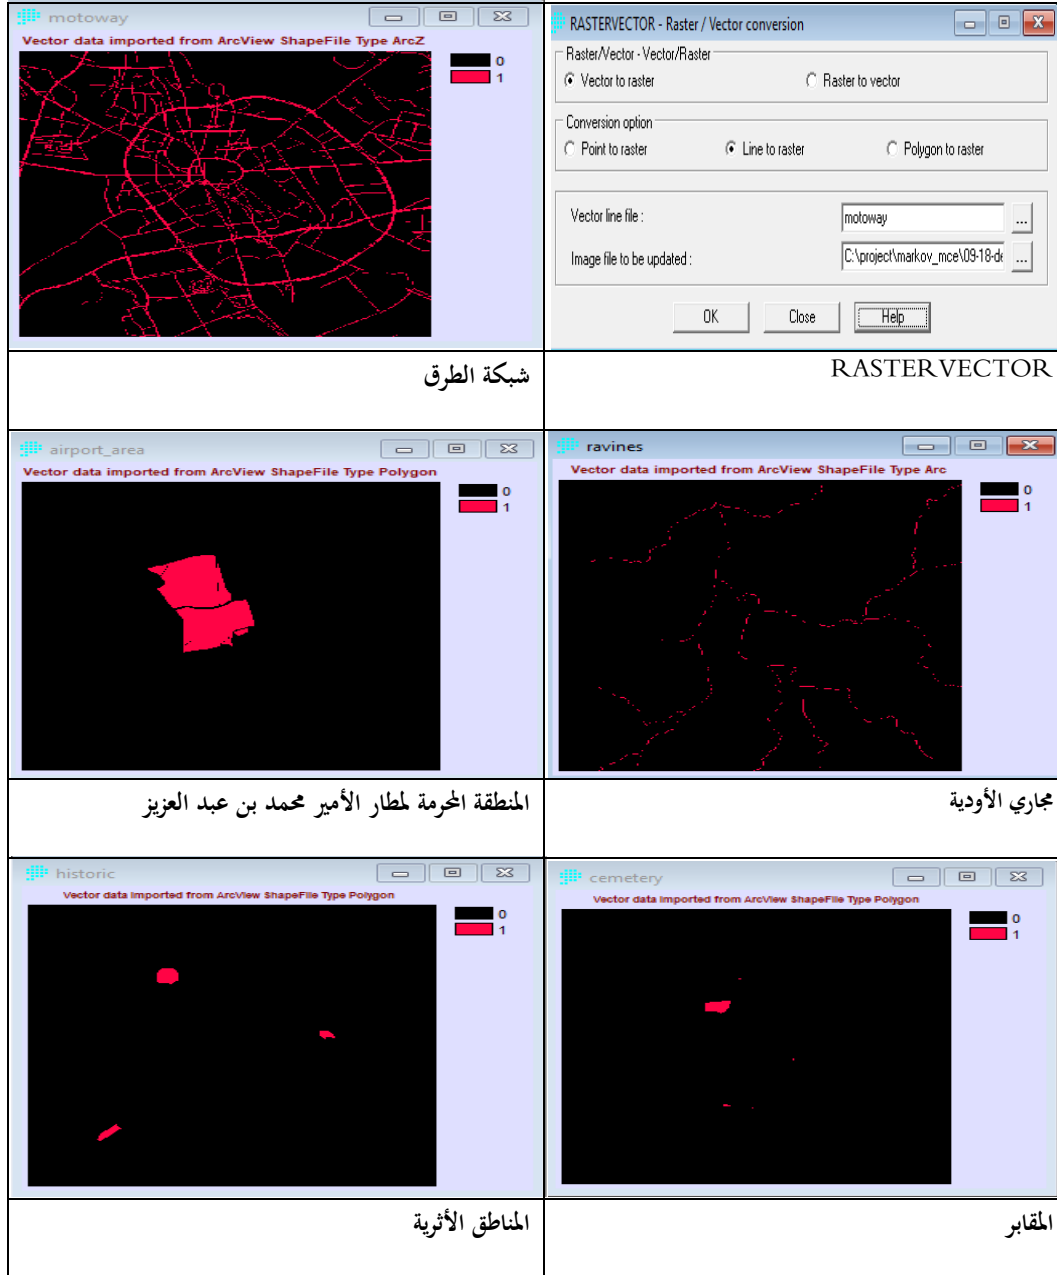 motoway
Vector data imported from ArcView ShapeFile Type ArcZ
0
1
RASTERVECTOR - Raster / Vector conversion
Raster/Vector - Vector/Raster
Vector to raster
Raster to vector
Conversion option
Point to raster
Line to raster
Polygon to raster
Vector line file :
motoway
...
Image file to be updated :
C:\project\markov_mce\09-18-de
...
OK
Close
Help
شبكة الطرق
RASTERVECTOR
airport_area
Vector data imported from ArcView ShapeFile Type Polygon
0
1
ravines
Vector data imported from ArcView ShapeFile Type Arc
0
1
المنطقة المحرمة لمطار الأمير محمد بن عبد العزيز
مجاري الأودية
historic
Vector data imported from ArcView ShapeFile Type Polygon
0
1
cemetery
Vector data imported from ArcView ShapeFile Type Polygon
0
1
المناطق الأثرية
المقابر